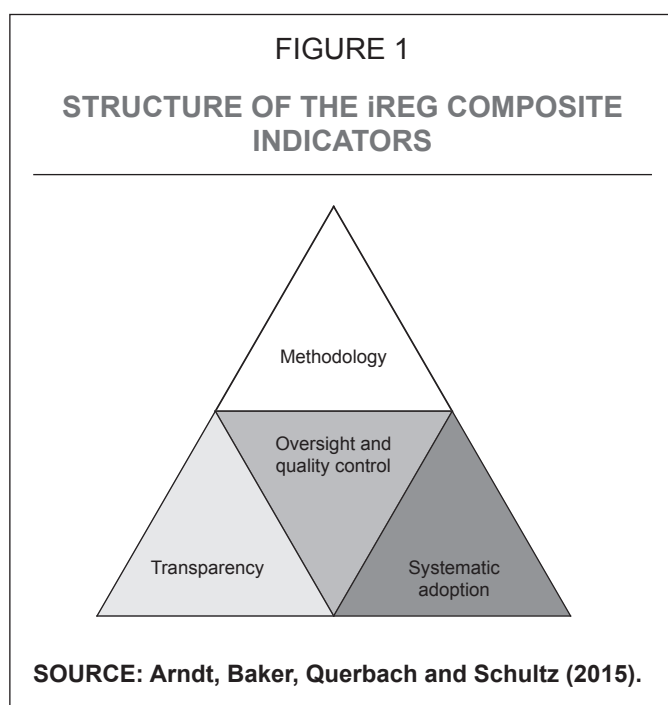 FIGURE 1
STRUCTURE OF THE iREG COMPOSITE
INDICATORS
Methodology
Oversight and
quality control
Transparency
Systematic
adoption
SOURCE: Arndt, Baker, Querbach and Schultz (2015).